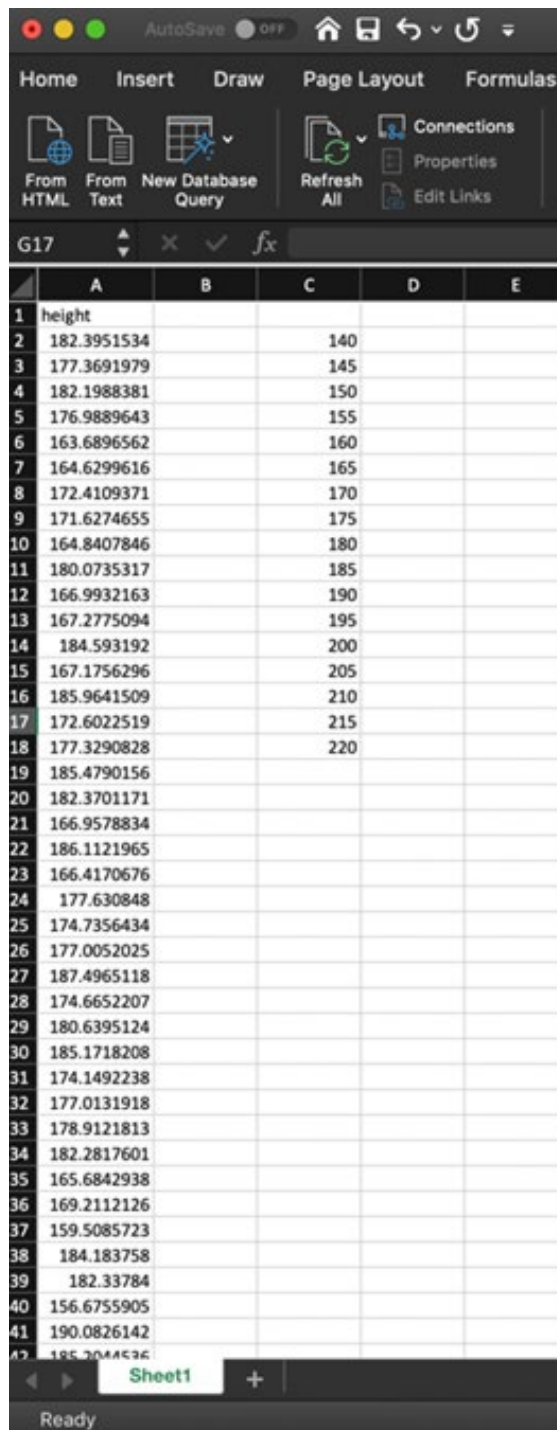 AutoSave OFF
Home Insert Draw Page Layout Formulas
From HTML From Text New Database Query Refresh All Connections
Properties
Edit Links
G17 fx
A B C D E
1 height
2 182.3951534 140
3 177.3691979 145
4 182.1988381 150
5 176.9889643 155
6 163.6896562 160
7 164.6299616 165
8 172.4109371 170
9 171.6274655 175
10 164.8407846 180
11 180.0735317 185
12 166.9932163 190
13 167.2775094 195
14 184.593192 200
15 167.1756296 205
16 185.9641509 210
17 172.6022519 215
18 177.3290828 220
19 185.4790156
20 182.3701171
21 166.9578834
22 186.1121965
23 166.4170676
24 177.630848
25 174.7356434
26 177.0052025
27 187.4965118
28 174.6652207
29 180.6395124
30 185.1718208
31 174.1492238
32 177.0131918
33 178.9121813
34 182.2817601
35 165.6842938
36 169.2112126
37 159.5085723
38 184.183758
39 182.33784
40 156.6755905
41 190.0826142
42 185.2044536
Sheet1 +
Ready